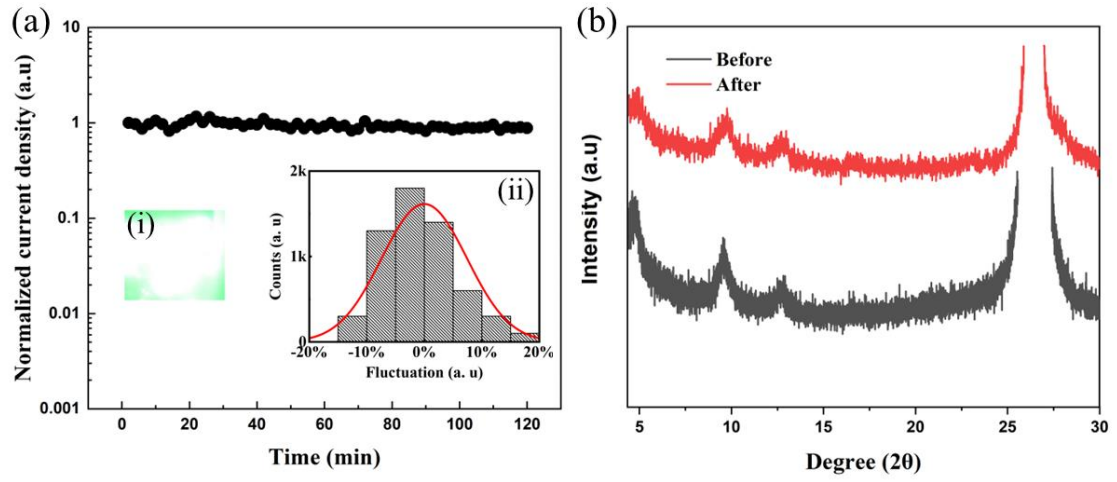 (a)
Normalized current density (a.u)
10
1
0.1
0.01
0.001
0
20
40
60
80
100
120
Time (min)
(i)
(ii)
Counts (a. u)
2k
1k
0
-20%
-10%
0%
10%
20%
Fluctuation (a. u)
(b)
Before
After
Intensity (a.u)
5
10
15
20
25
30
Degree (2θ)